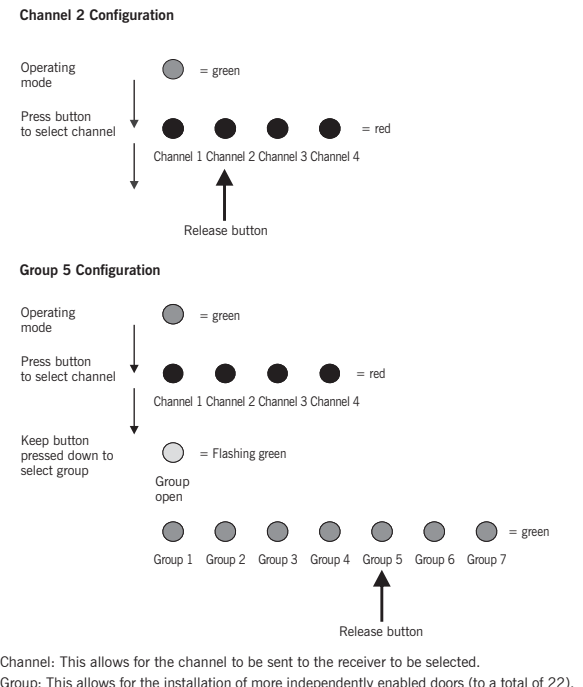 Channel 2 Configuration
Operating
mode
= green
Press button
to select channel
= red
Channel 1 Channel 2 Channel 3 Channel 4
Release button
Group 5 Configuration
Operating
mode
= green
Press button
to select channel
= red
Channel 1 Channel 2 Channel 3 Channel 4
Keep button
pressed down to
select group
= Flashing green
Group
open
= green
Group 1 Group 2 Group 3 Group 4 Group 5 Group 6 Group 7
Release button
Channel: This allows for the channel to be sent to the receiver to be selected.
Group: This allows for the installation of more independently enabled doors (to a total of 22).